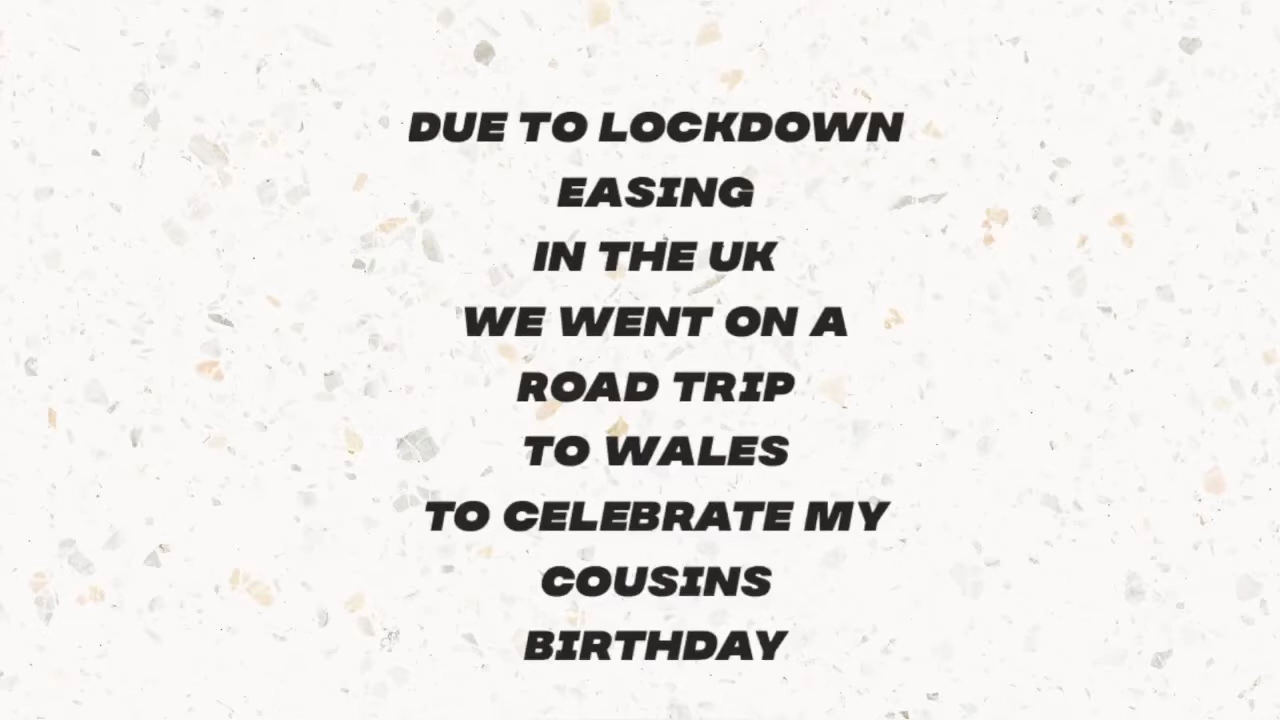 DUE TO LOCKDOWN
EASING
IN THE UK
WE WENT ON A
ROAD TRIP
TO WALES
TO CELEBRATE MY
COUSINS
BIRTHDAY